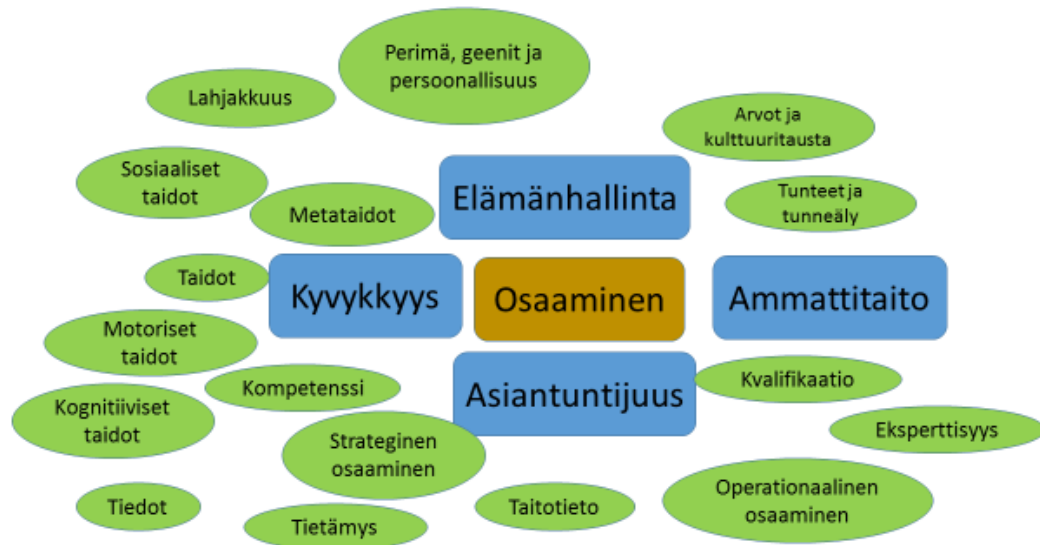 Perimä, geenit ja
persoonallisuus
Lahjakkuus
Arvot ja
kulttuuritausta
Sosiaaliset
taidot
Elämänhallinta
Tunteet ja
tunneäly
Metataidot
Taidot
Kyvykkyys
Osaaminen
Ammattitaito
Motoriset
taidot
Kompetenssi
Asiantuntijuus
Kvalifikaatio
Kognitiiviset
taidot
Strateginen
osaaminen
Eksperttisyys
Tiedot
Tietämys
Taitotieto
Operationaalinen
osaaminen